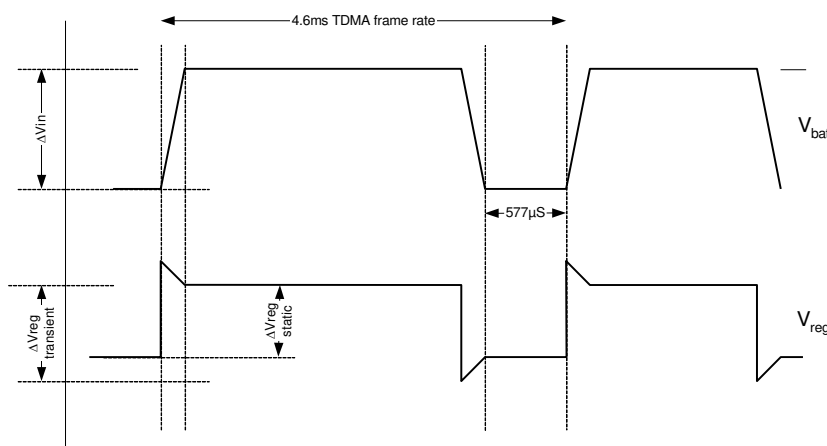 4.6ms TDMA frame rate
ΔVin
Vbat
577µS
ΔVreg
transient
ΔVreg
static
Vreg